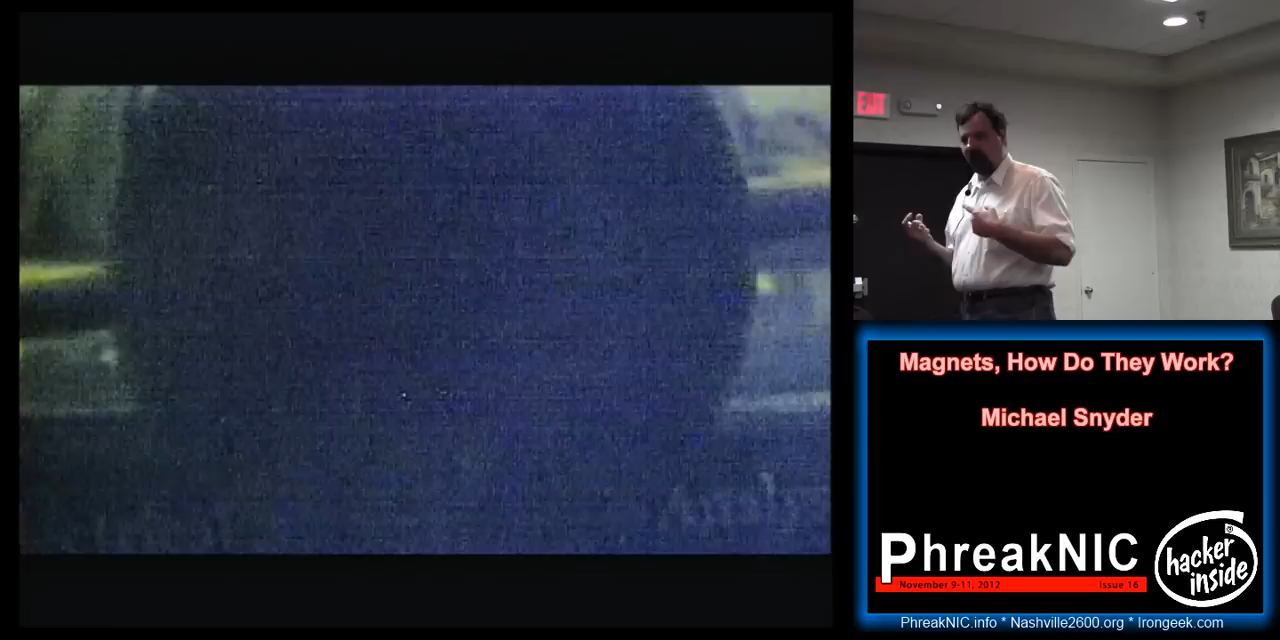 EXIT
Magnets, How Do They Work?
Michael Snyder
PhreakNIC
November 9-11, 2012 Issue 16
hacker
inside
®
PhreakNIC.info * Nashville2600.org * Irongeek.com